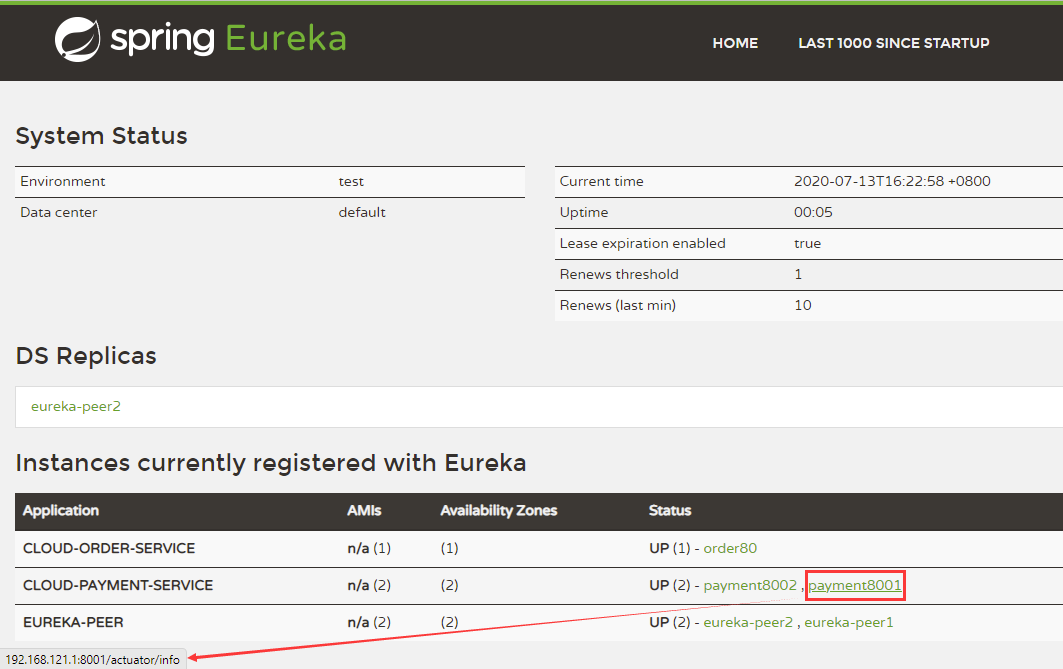 spring Eureka
HOME LAST 1000 SINCE STARTUP
System Status
Environment test
Data center default
Current time 2020-07-13T16:22:58 +0800
Uptime 00:05
Lease expiration enabled true
Renews threshold 1
Renews (last min) 10
DS Replicas
eureka-peer2
Instances currently registered with Eureka
Application AMIs Availability Zones Status
CLOUD-ORDER-SERVICE n/a (1) (1) UP (1) - order80
CLOUD-PAYMENT-SERVICE n/a (2) (2) UP (2) - payment8002 , payment8001
EUREKA-PEER n/a (2) (2) UP (2) - eureka-peer2 , eureka-peer1
192.168.121.1:8001/actuator/info